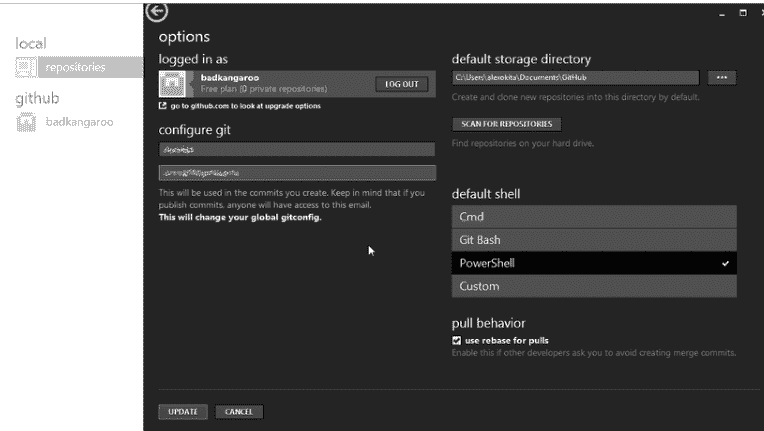 local
repositories
github
badkangaroo
options
logged in as
badkangaroo
Free plan (0 private repositories)
LOG OUT
go to github.com to look at upgrade options
configure git
This will be used in the commits you create. Keep in mind that if you
publish commits, anyone will have access to this email.
This will change your global gitconfig.
UPDATE
CANCEL
default storage directory
C:\Users\alexokita\Documents\GitHub
...
Create and clone new repositories into this directory by default.
SCAN FOR REPOSITORIES
Find repositories on your hard drive.
default shell
Cmd
Git Bash
PowerShell
Custom
pull behavior
use rebase for pulls
Enable this if other developers ask you to avoid creating merge commits.